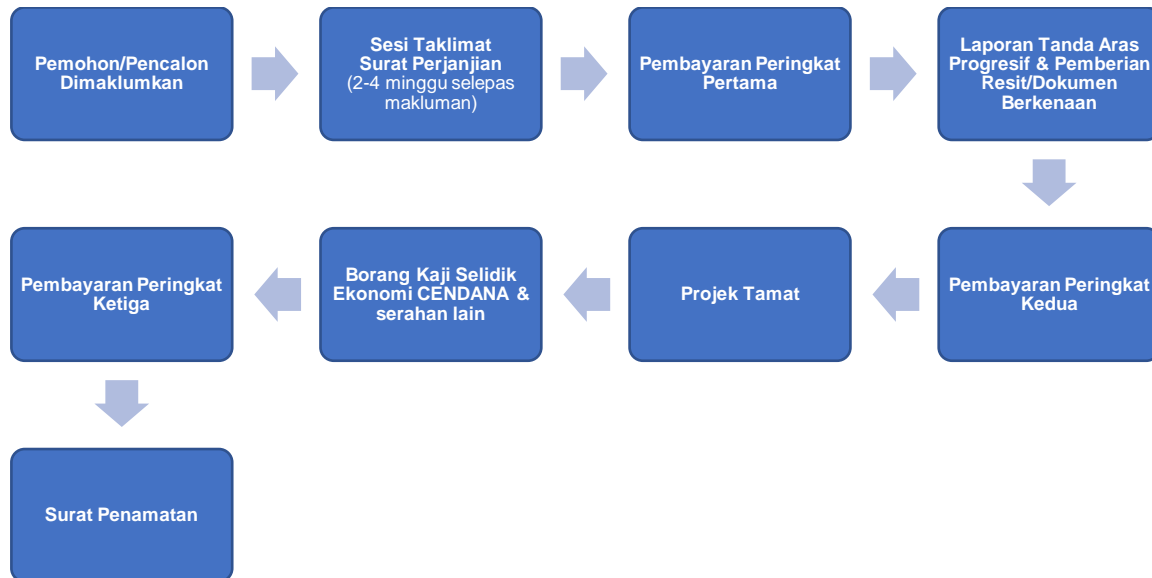 Pemohon/Pencalon
Dimaklumkan
Sesi Taklimat
Surat Perjanjian
(2-4 minggu selepas
makluman)
Pembayaran Peringkat
Pertama
Laporan Tanda Aras
Progresif & Pemberian
Resit/Dokumen
Berkenaan
Pembayaran Peringkat
Kedua
Projek Tamat
Borang Kaji Selidik
Ekonomi CENDANA &
serahan lain
Pembayaran Peringkat
Ketiga
Surat Penamatan